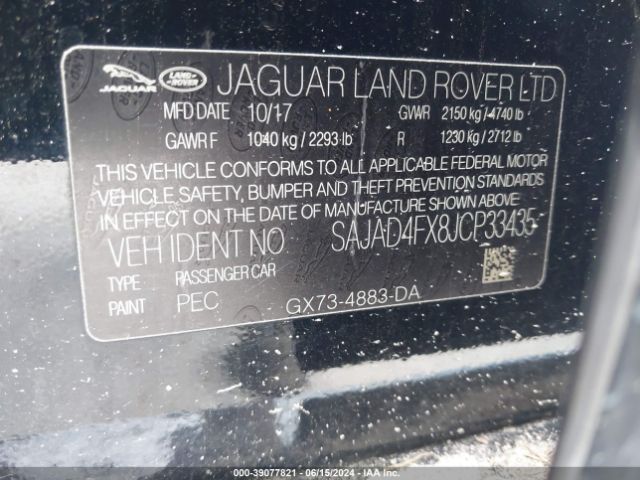 JAGUAR LAND-ROVER JAGUAR LAND ROVER LTD
MFD DATE 10/17 GVWR 2150 kg / 4740 lb
GAWR F 1040 kg / 2293 lb R 1230 kg / 2712 lb
THIS VEHICLE CONFORMS TO ALL APPLICABLE FEDERAL MOTOR
VEHICLE SAFETY, BUMPER AND THEFT PREVENTION STANDARDS
IN EFFECT ON THE DATE OF MANUFACTURE SHOWN ABOVE.
VEH IDENT NO SAJAD4FX8JCP33435
TYPE PASSENGER CAR
PAINT PEC GX73-4883-DA
000-39077821 - 06/15/2024 - IAA Inc.